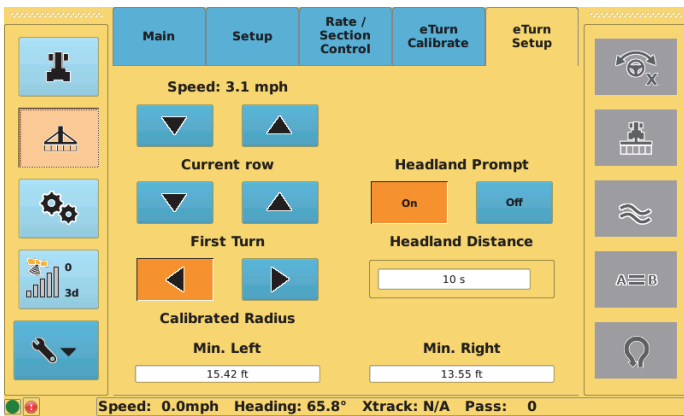 Main
Setup
Rate /
Section
Control
eTurn
Calibrate
eTurn
Setup
X
Speed: 3.1 mph
Current row
Headland Prompt
On
Off
First Turn
Headland Distance
0
3d
10 s
A=B
Calibrated Radius
Min. Left
Min. Right
15.42 ft
13.55 ft
Speed: 0.0mph Heading: 65.8° Xtrack: N/A Pass: 0